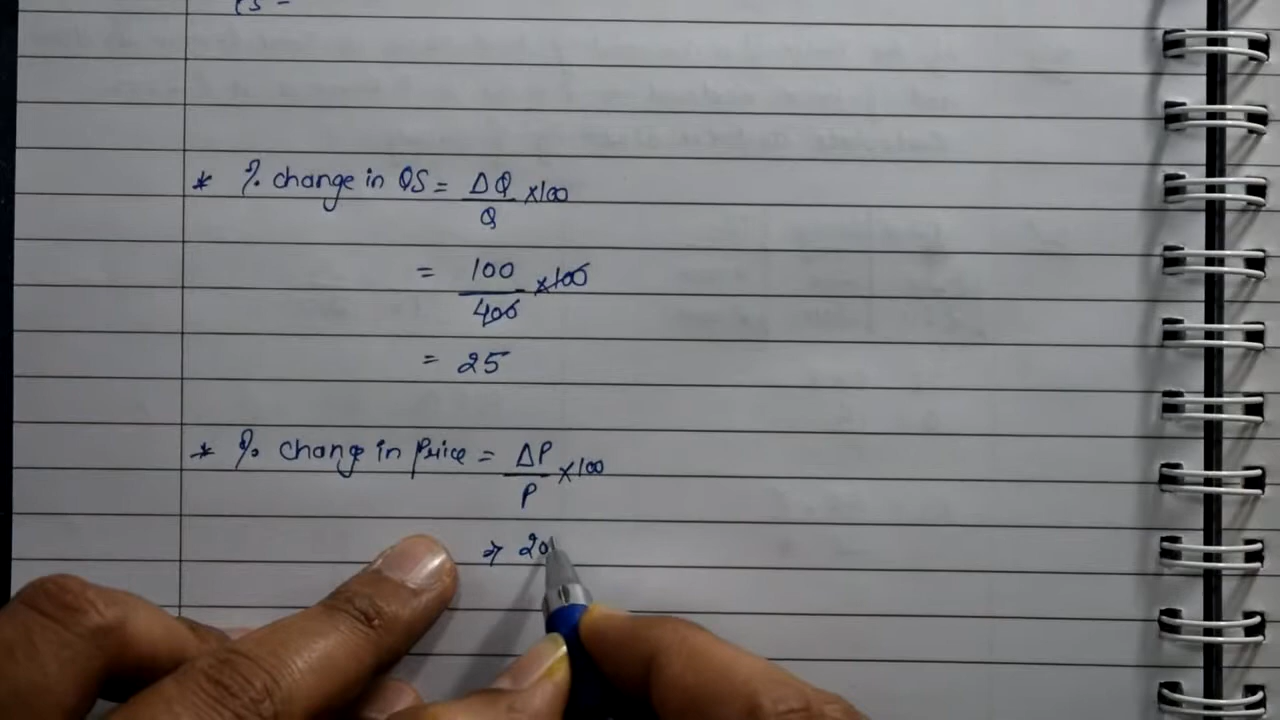 * % change in QS = ΔQ/Q ×100
= 100/400 ×100
= 25
* % change in price = ΔP/P ×100
⇒ 20